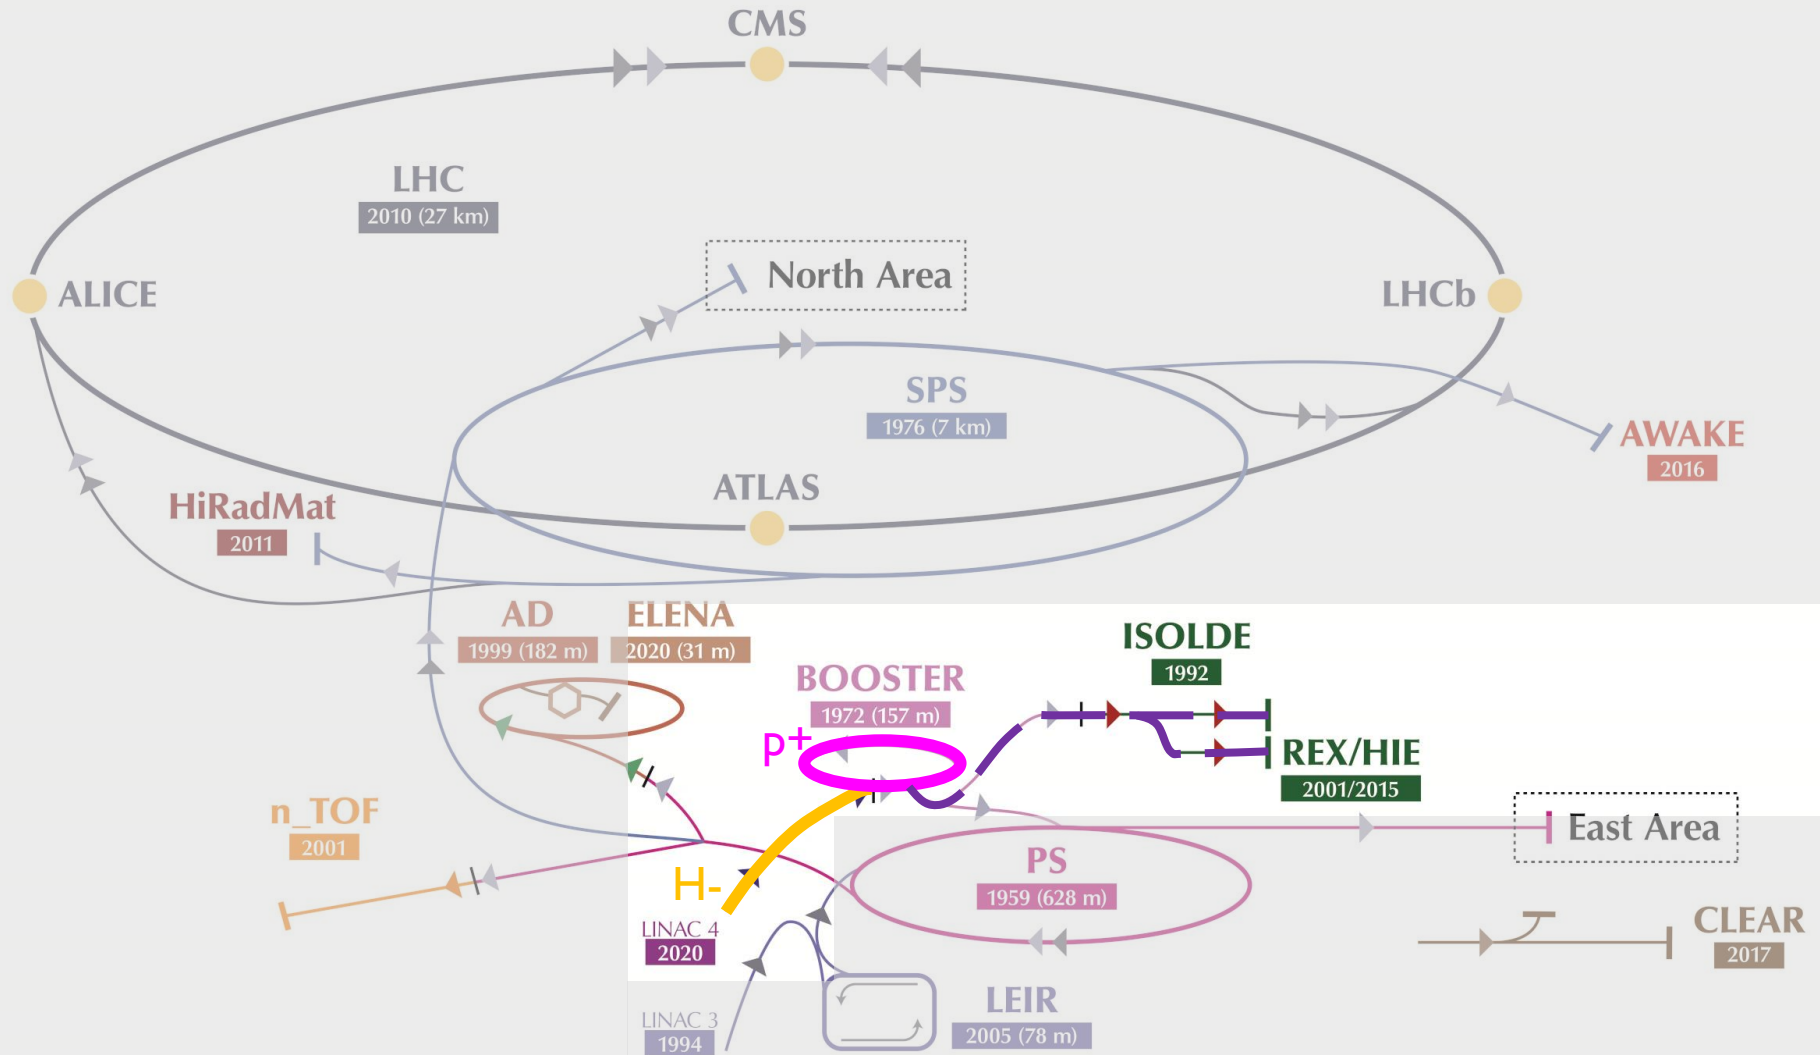 CMS
LHC
2010 (27 km)
North Area
ALICE
LHCb
SPS
1976 (7 km)
AWAKE
2016
ATLAS
HiRadMat
2011
AD
1999 (182 m)
ELENA
2020 (31 m)
ISOLDE
1992
BOOSTER
1972 (157 m)
p+
REX/HIE
2001/2015
n_TOF
2001
East Area
H-
PS
1959 (628 m)
LINAC 4
2020
CLEAR
2017
LINAC 3
1994
LEIR
2005 (78 m)